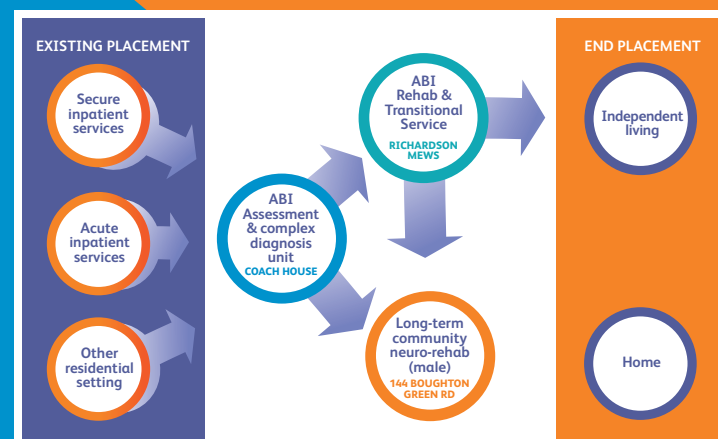 EXISTING PLACEMENT
Secure
inpatient
services
Acute
inpatient
services
Other
residential
setting
ABI
Assessment
& complex
diagnosis
unit
COACH HOUSE
ABI
Rehab &
Transitional
Service
RICHARDSON
MEWS
Long-term
community
neuro-rehab
(male)
144 BOUGHTON
GREEN RD
END PLACEMENT
Independent
living
Home